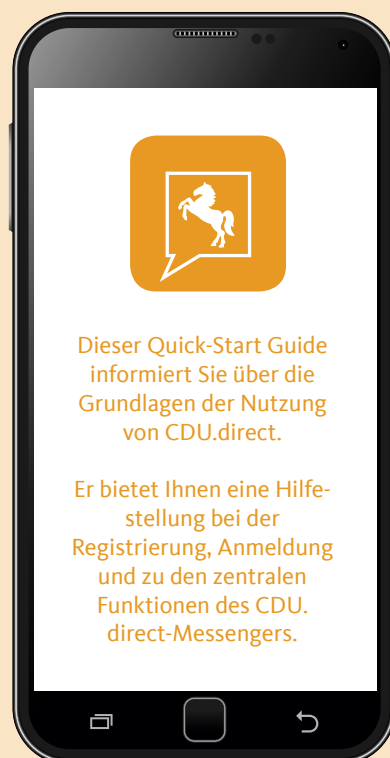 Dieser Quick-Start Guide
informiert Sie über die
Grundlagen der Nutzung
von CDU.direct.
Er bietet Ihnen eine Hilfe-
stellung bei der
Registrierung, Anmeldung
und zu den zentralen
Funktionen des CDU.
direct-Messengers.